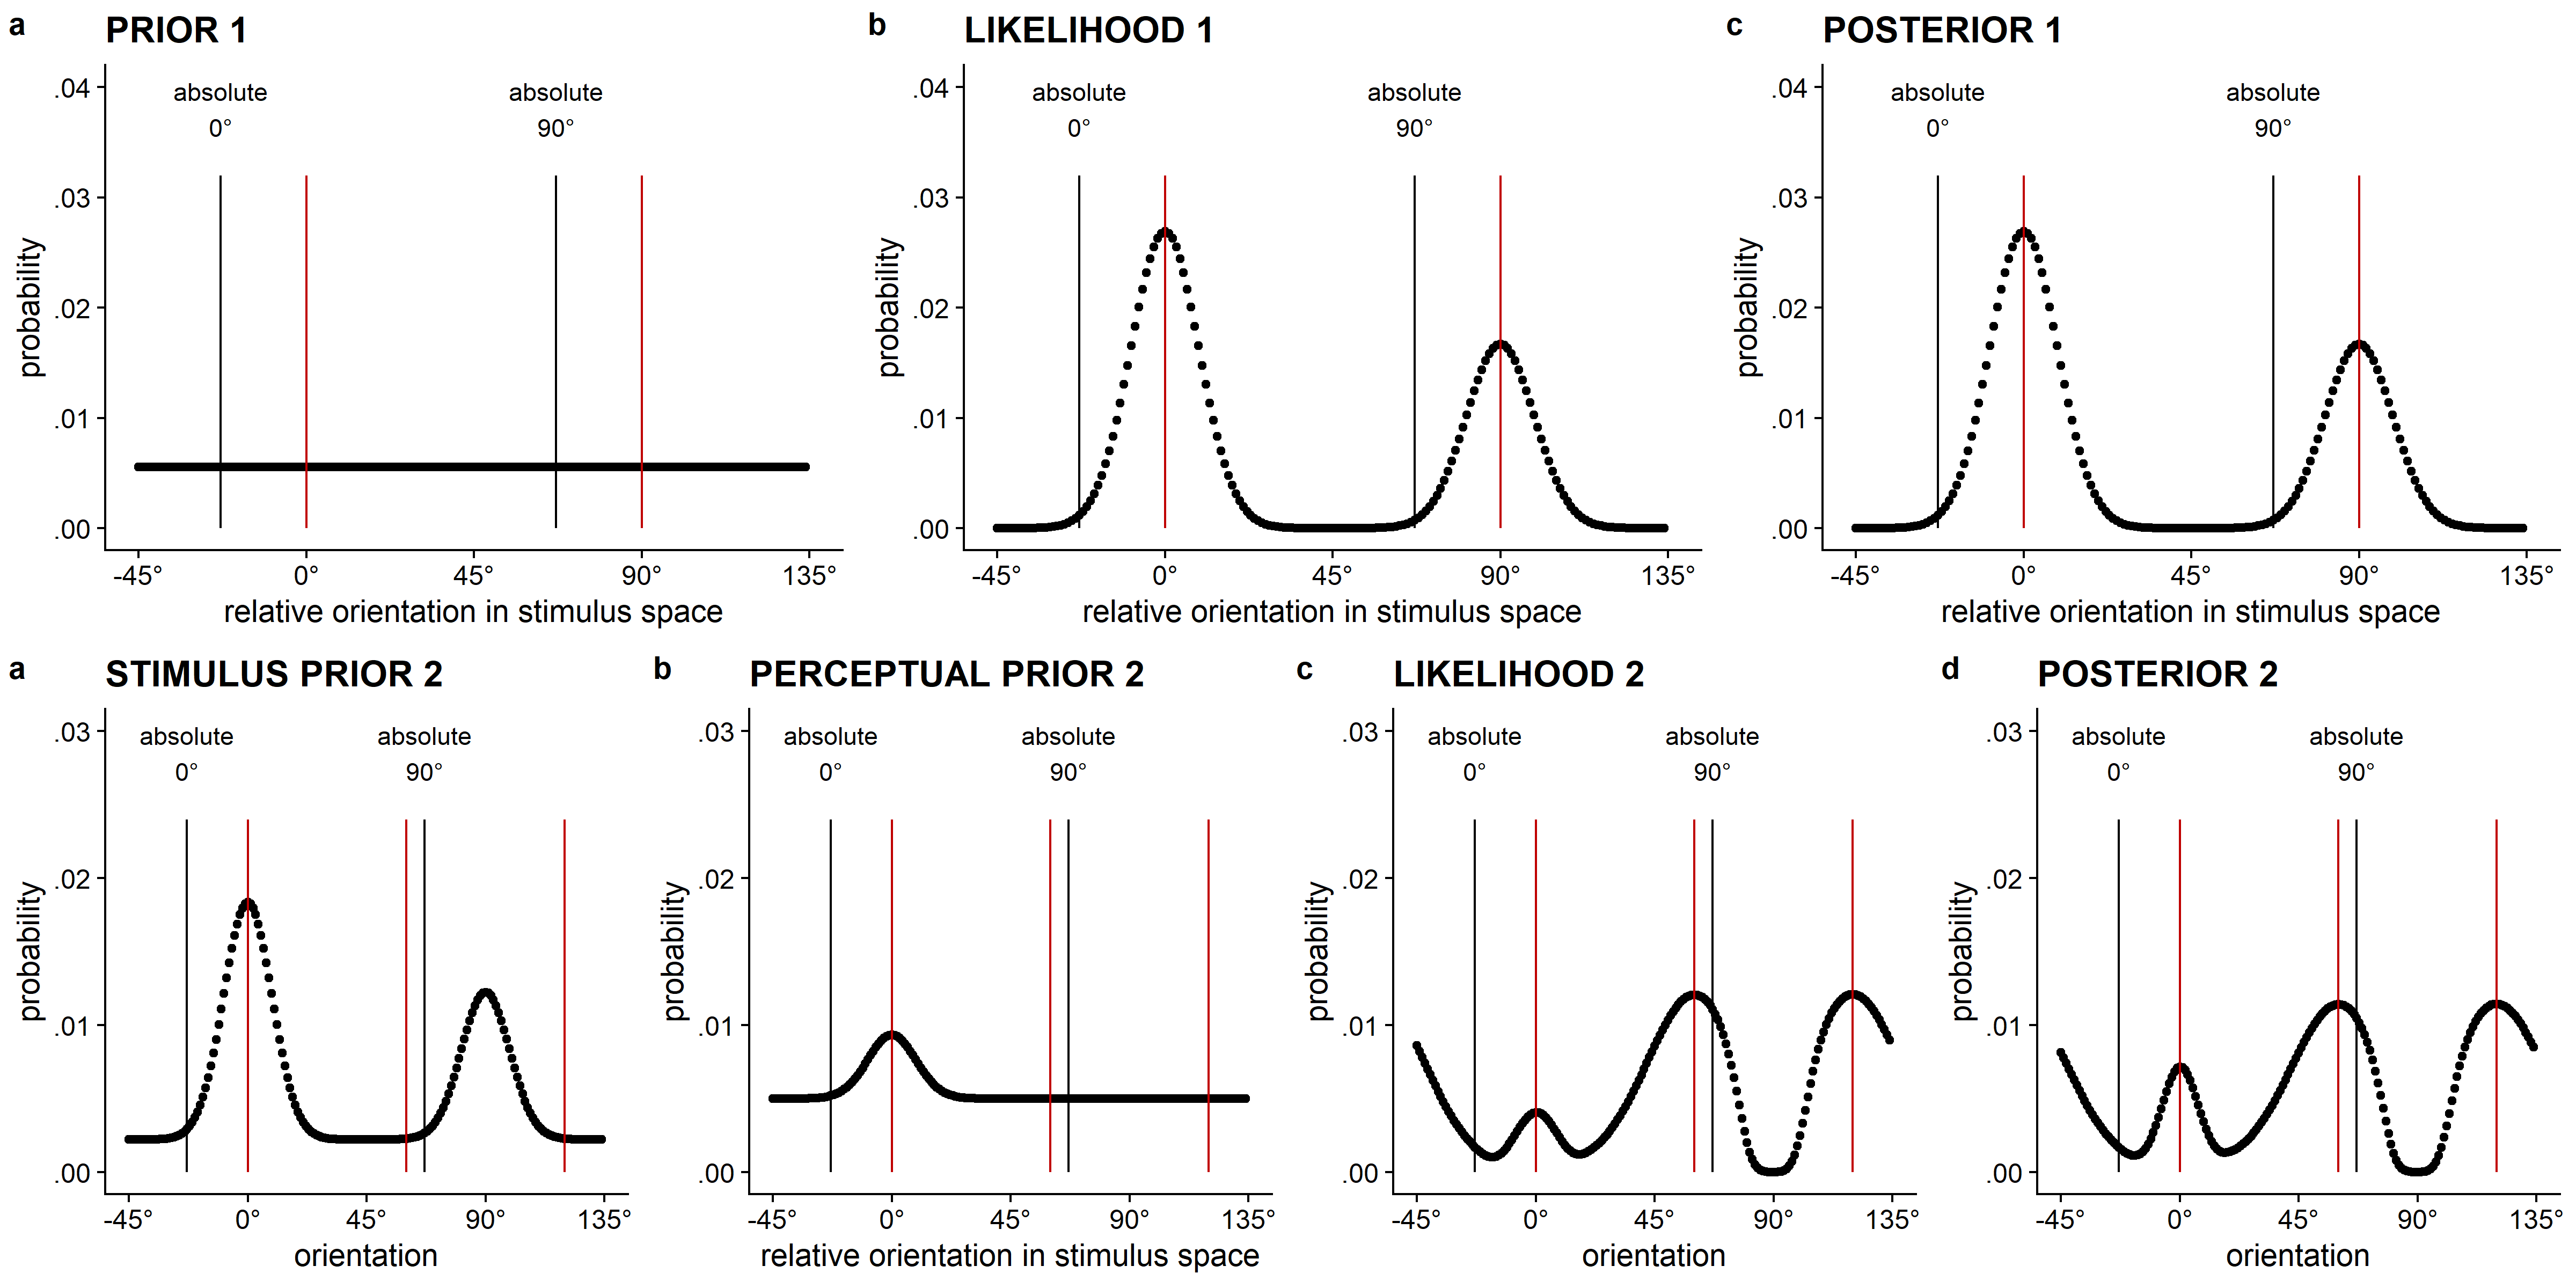 a PRIOR 1
absolute absolute
0° 90°
.04
.03
.02
.01
.00
probability
-45° 0° 45° 90° 135°
relative orientation in stimulus space
b LIKELIHOOD 1
absolute absolute
0° 90°
.04
.03
.02
.01
.00
probability
-45° 0° 45° 90° 135°
relative orientation in stimulus space
c POSTERIOR 1
absolute absolute
0° 90°
.04
.03
.02
.01
.00
probability
-45° 0° 45° 90° 135°
relative orientation in stimulus space
a STIMULUS PRIOR 2
absolute absolute
0° 90°
.03
.02
.01
.00
probability
-45° 0° 45° 90° 135°
orientation
b PERCEPTUAL PRIOR 2
absolute absolute
0° 90°
.03
.02
.01
.00
probability
-45° 0° 45° 90° 135°
relative orientation in stimulus space
c LIKELIHOOD 2
absolute absolute
0° 90°
.03
.02
.01
.00
probability
-45° 0° 45° 90° 135°
orientation
d POSTERIOR 2
absolute absolute
0° 90°
.03
.02
.01
.00
probability
-45° 0° 45° 90° 135°
orientation